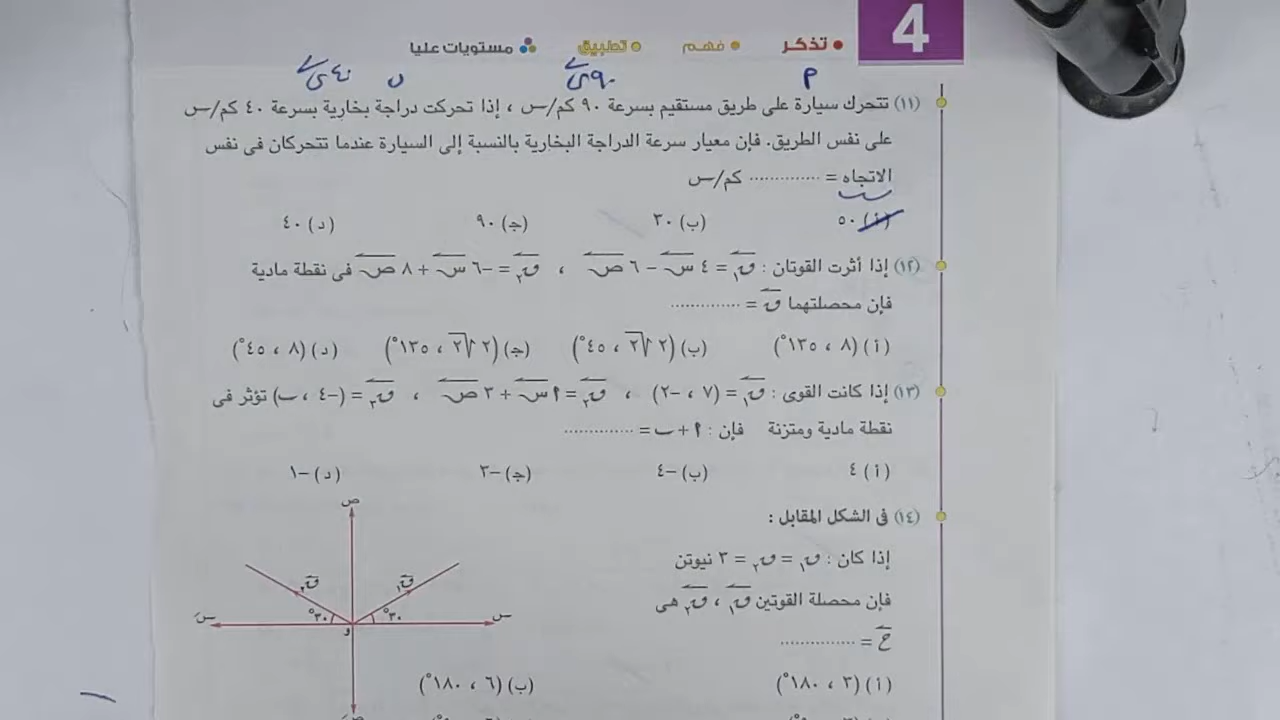 4
• تذكر • فهم • تطبيق • مستويات عليا
م ٩٠ ى د ٤٠ ى
(١١) تتحرك سيارة على طريق مستقيم بسرعة ٩٠ كم/س ، إذا تحركت دراجة بخارية بسرعة ٤٠ كم/س
على نفس الطريق. فإن معيار سرعة الدراجة البخارية بالنسبة إلى السيارة عندما تتحركان فى نفس
الاتجاه = ............. كم/س
(أ) ٥٠ (ب) ٣٠ (جـ) ٩٠ (د) ٤٠
(١٢) إذا أثرت القوتان : ق١ = ٤ س − ٦ ص ، ق٢ = −٦ س + ٨ ص فى نقطة مادية
فإن محصلتهما ق = .............
(أ) (٨ ، ١٣٥°) (ب) (٢√٢ ، ٤٥°) (جـ) (٢√٢ ، ١٣٥°) (د) (٨ ، ٤٥°)
(١٣) إذا كانت القوى : ق١ = (٧ ، −٢) ، ق٢ = ٢ س + ٣ ص ، ق٣ = (−٤ ، ب) تؤثر فى
نقطة مادية ومتزنة فإن : ٢ + ب = .............
(أ) ٤ (ب) −٤ (جـ) −٣ (د) −١
(١٤) فى الشكل المقابل :
إذا كان : ق١ = ق٢ = ٣ نيوتن
فإن محصلة القوتين ق١ ، ق٢ هى
ح = .............
(أ) (٣ ، ١٨٠°) (ب) (٦ ، ١٨٠°)
ص
ق٢ ق١
س َ ٣٠° ٣٠° س
و